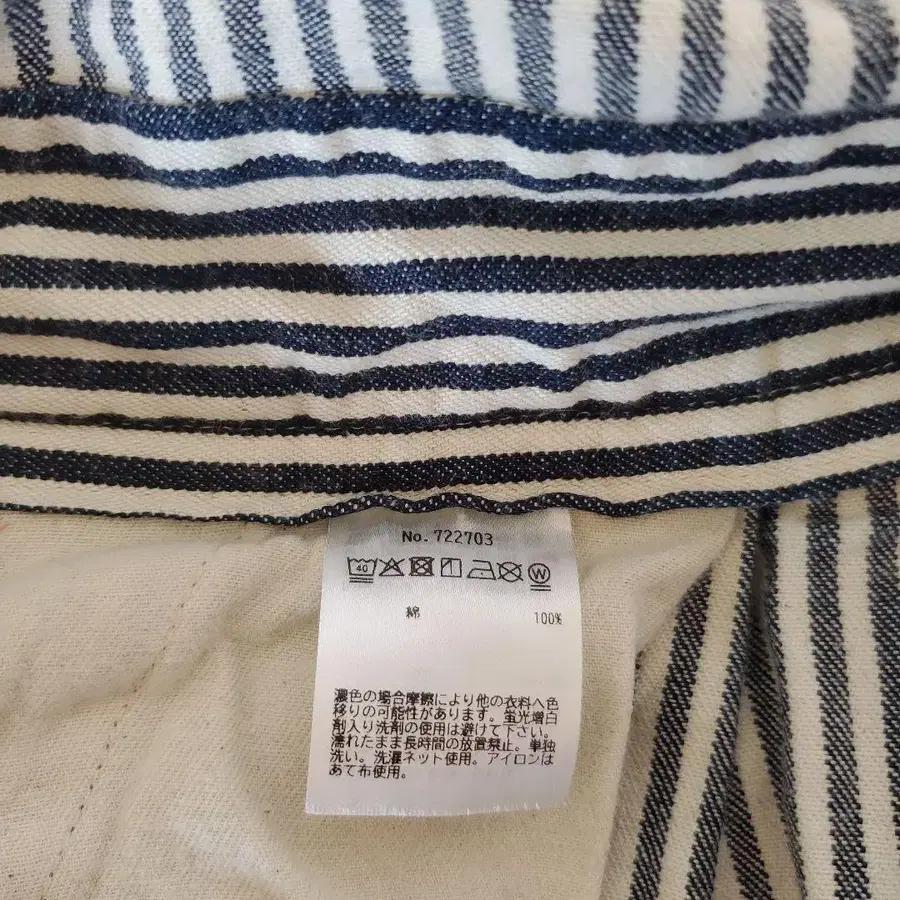 No. 722703
40 W
綿 100%
濃色の場合摩擦により他の衣料へ色
移りの可能性があります。蛍光増白
剤入り洗剤の使用は避けて下さい。
濡れたまま長時間の放置禁止。単独
洗い。洗濯ネット使用。アイロンは
あて布使用。